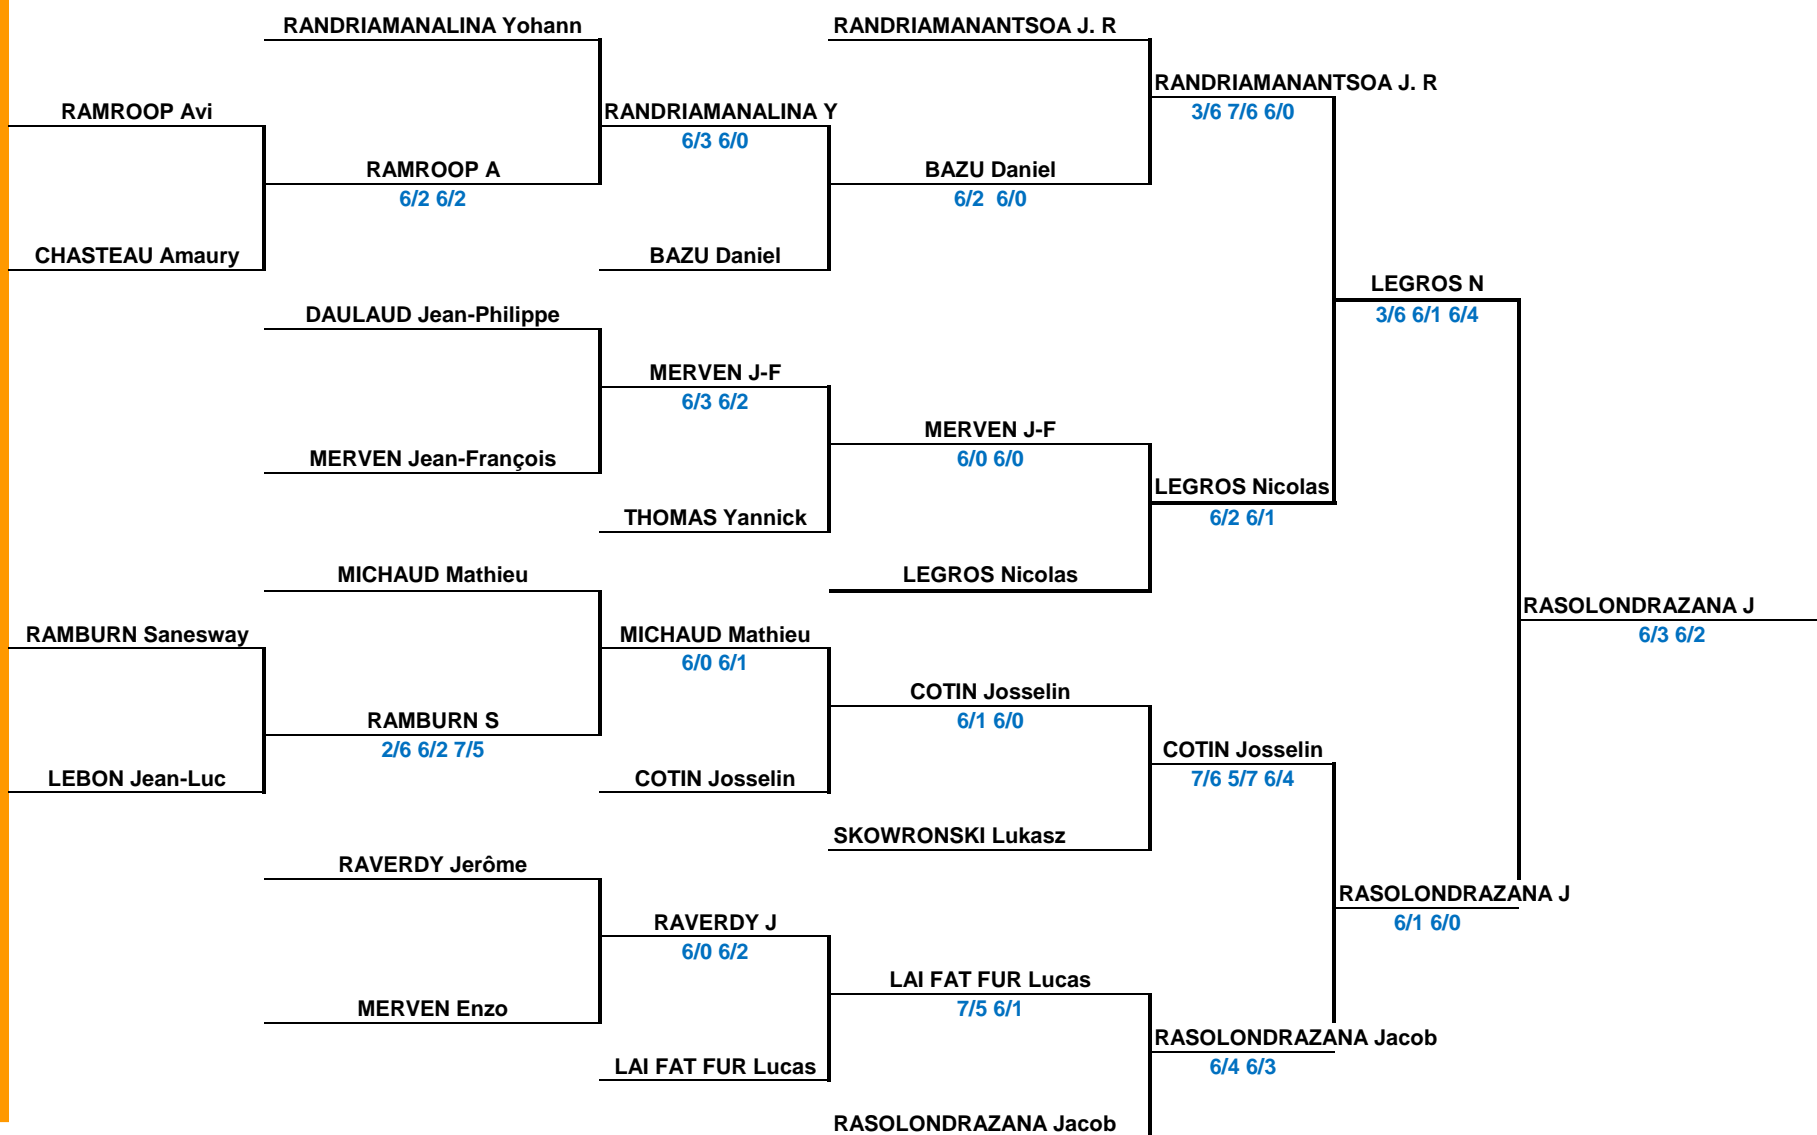 RANDRIAMANALINA Yohann
RANDRIAMANANTSOA J. R
RANDRIAMANANTSOA J. R
RAMROOP Avi
RANDRIAMANALINA Y
3/6 7/6 6/0
6/3 6/0
RAMROOP A
BAZU Daniel
6/2 6/2
6/2 6/0
CHASTEAU Amaury
BAZU Daniel
LEGROS N
DAULAUD Jean-Philippe
3/6 6/1 6/4
MERVEN J-F
6/3 6/2
MERVEN J-F
MERVEN Jean-François
6/0 6/0
LEGROS Nicolas
THOMAS Yannick
6/2 6/1
MICHAUD Mathieu
LEGROS Nicolas
RASOLONDRAZANA J
RAMBURN Sanesway
MICHAUD Mathieu
6/3 6/2
6/0 6/1
COTIN Josselin
RAMBURN S
6/1 6/0
2/6 6/2 7/5
COTIN Josselin
LEBON Jean-Luc
COTIN Josselin
7/6 5/7 6/4
SKOWRONSKI Lukasz
RAVERDY Jerôme
RASOLONDRAZANA J
RAVERDY J
6/1 6/0
6/0 6/2
LAI FAT FUR Lucas
MERVEN Enzo
7/5 6/1
RASOLONDRAZANA Jacob
LAI FAT FUR Lucas
6/4 6/3
RASOLONDRAZANA Jacob